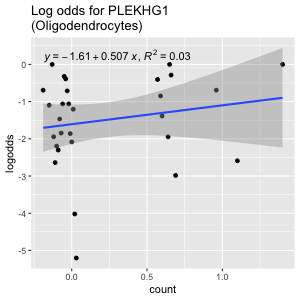 Log odds for PLEKHG1
(Oligodendrocytes)
y = −1.61 + 0.507 x, R² = 0.03
0
-1
-2
-3
-4
-5
logodds
0.0 0.5 1.0
count